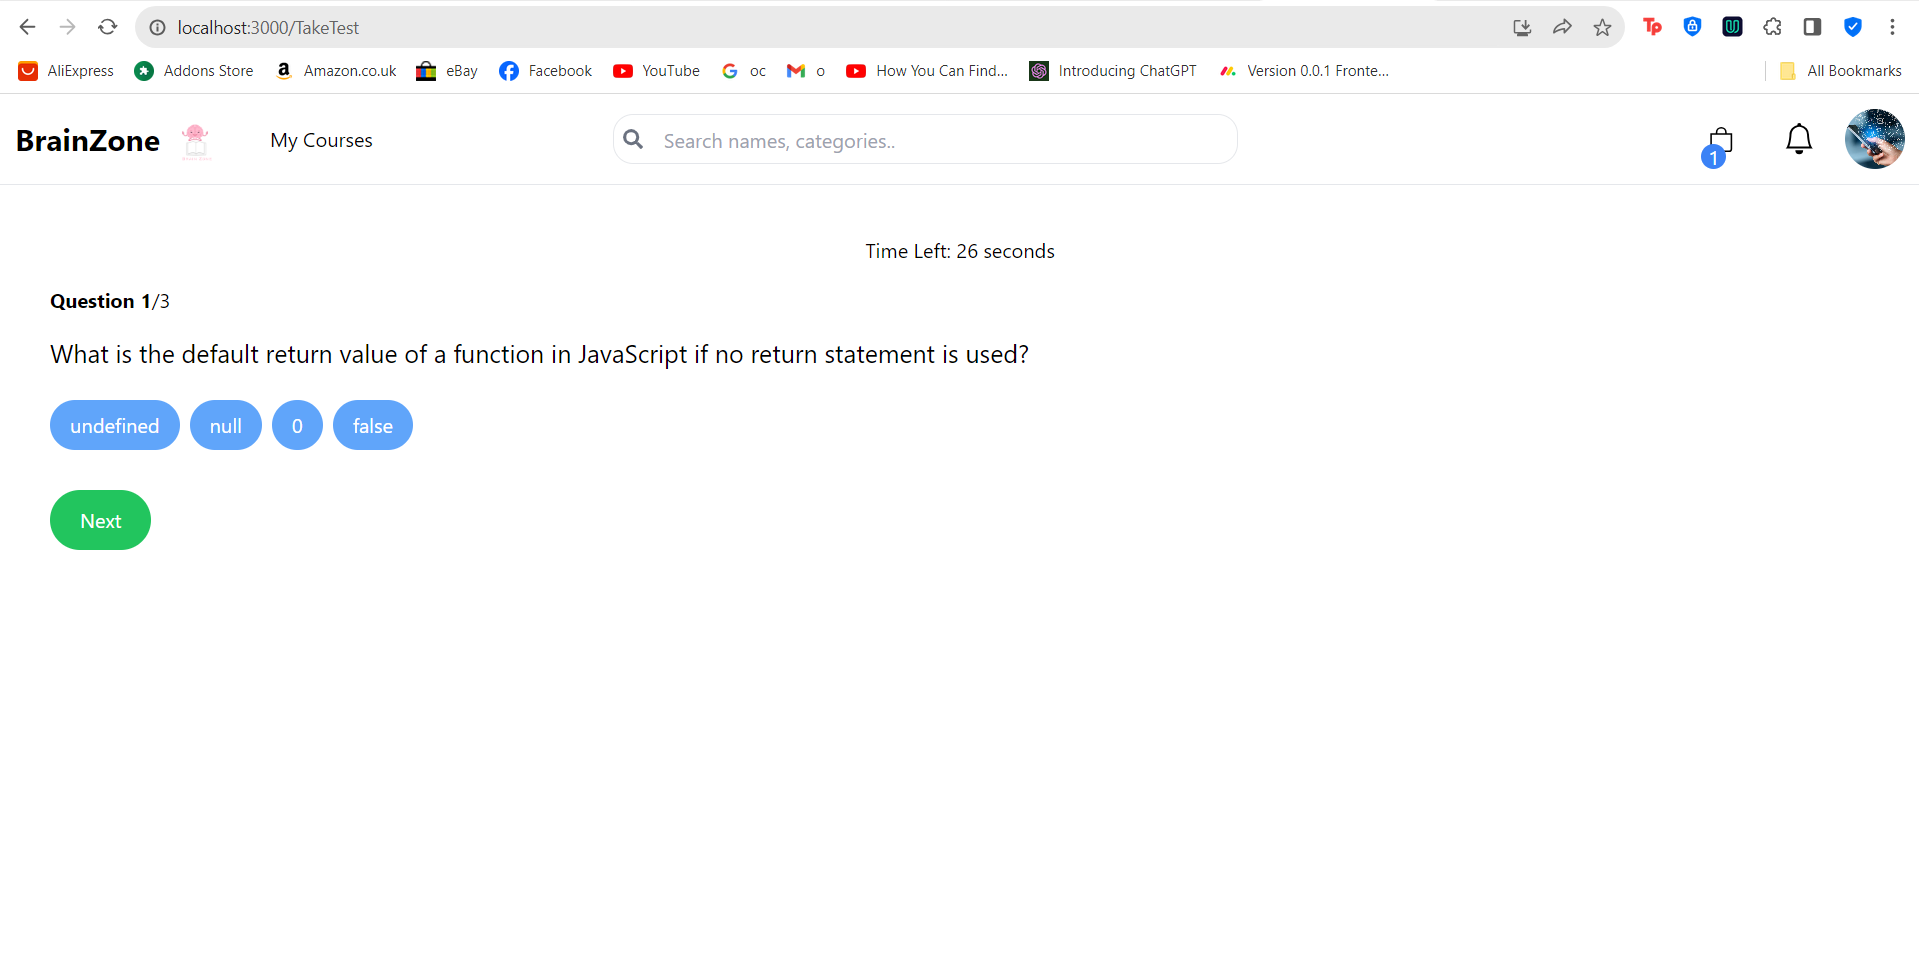 localhost:3000/TakeTest
AliExpress Addons Store Amazon.co.uk eBay Facebook YouTube oc o How You Can Find... Introducing ChatGPT Version 0.0.1 Fronte... All Bookmarks
BrainZone My Courses Search names, categories.. 1
Time Left: 26 seconds
Question 1/3
What is the default return value of a function in JavaScript if no return statement is used?
undefined null 0 false
Next